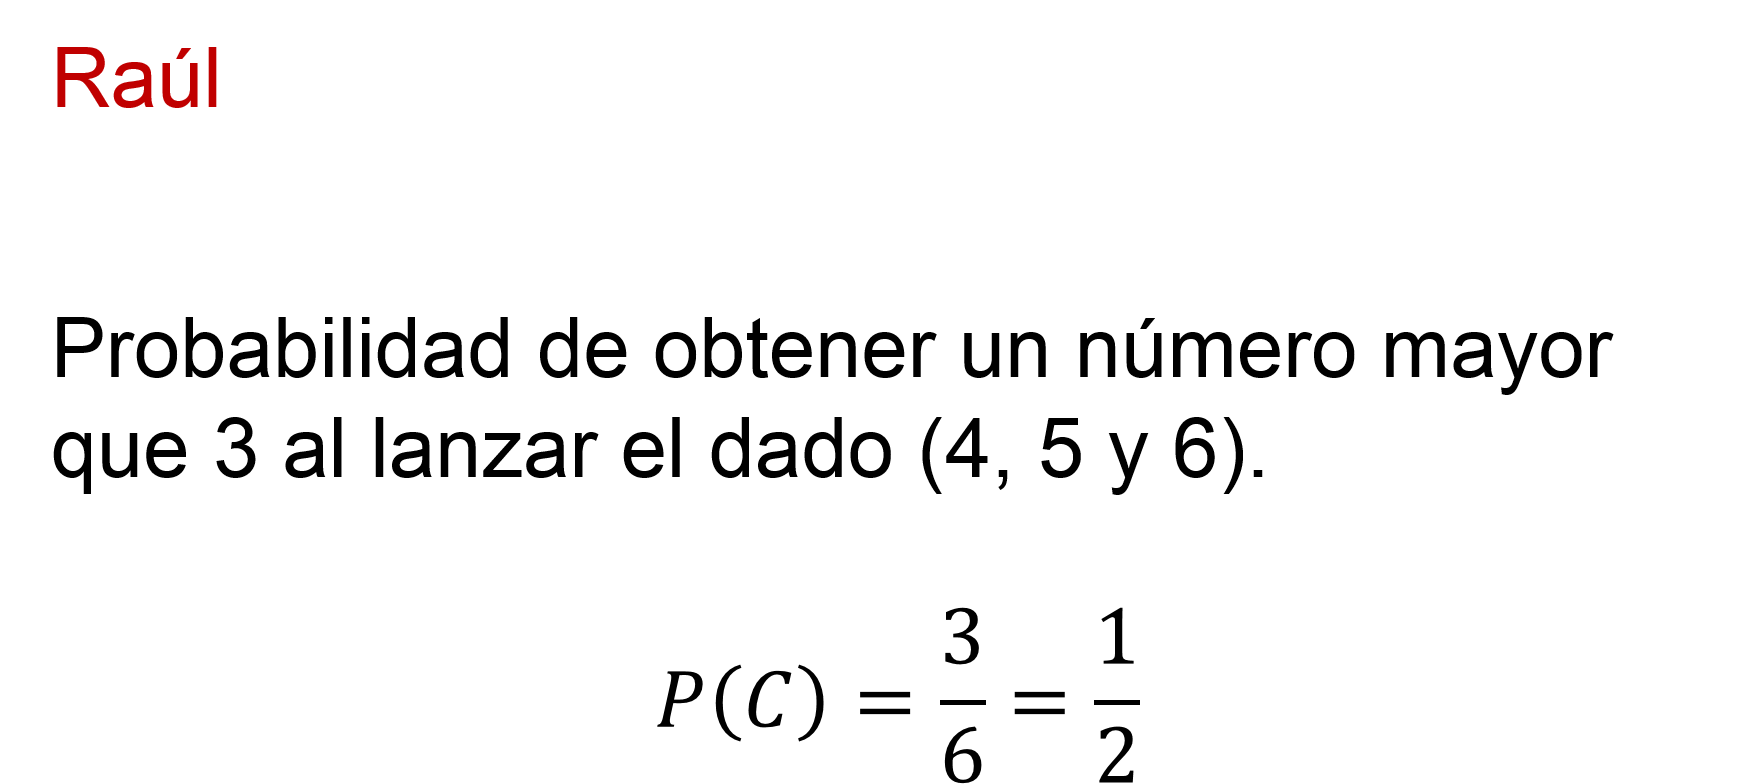 Raúl
Probabilidad de obtener un número mayor
que 3 al lanzar el dado (4, 5 y 6).
P(C) = 3/6 = 1/2